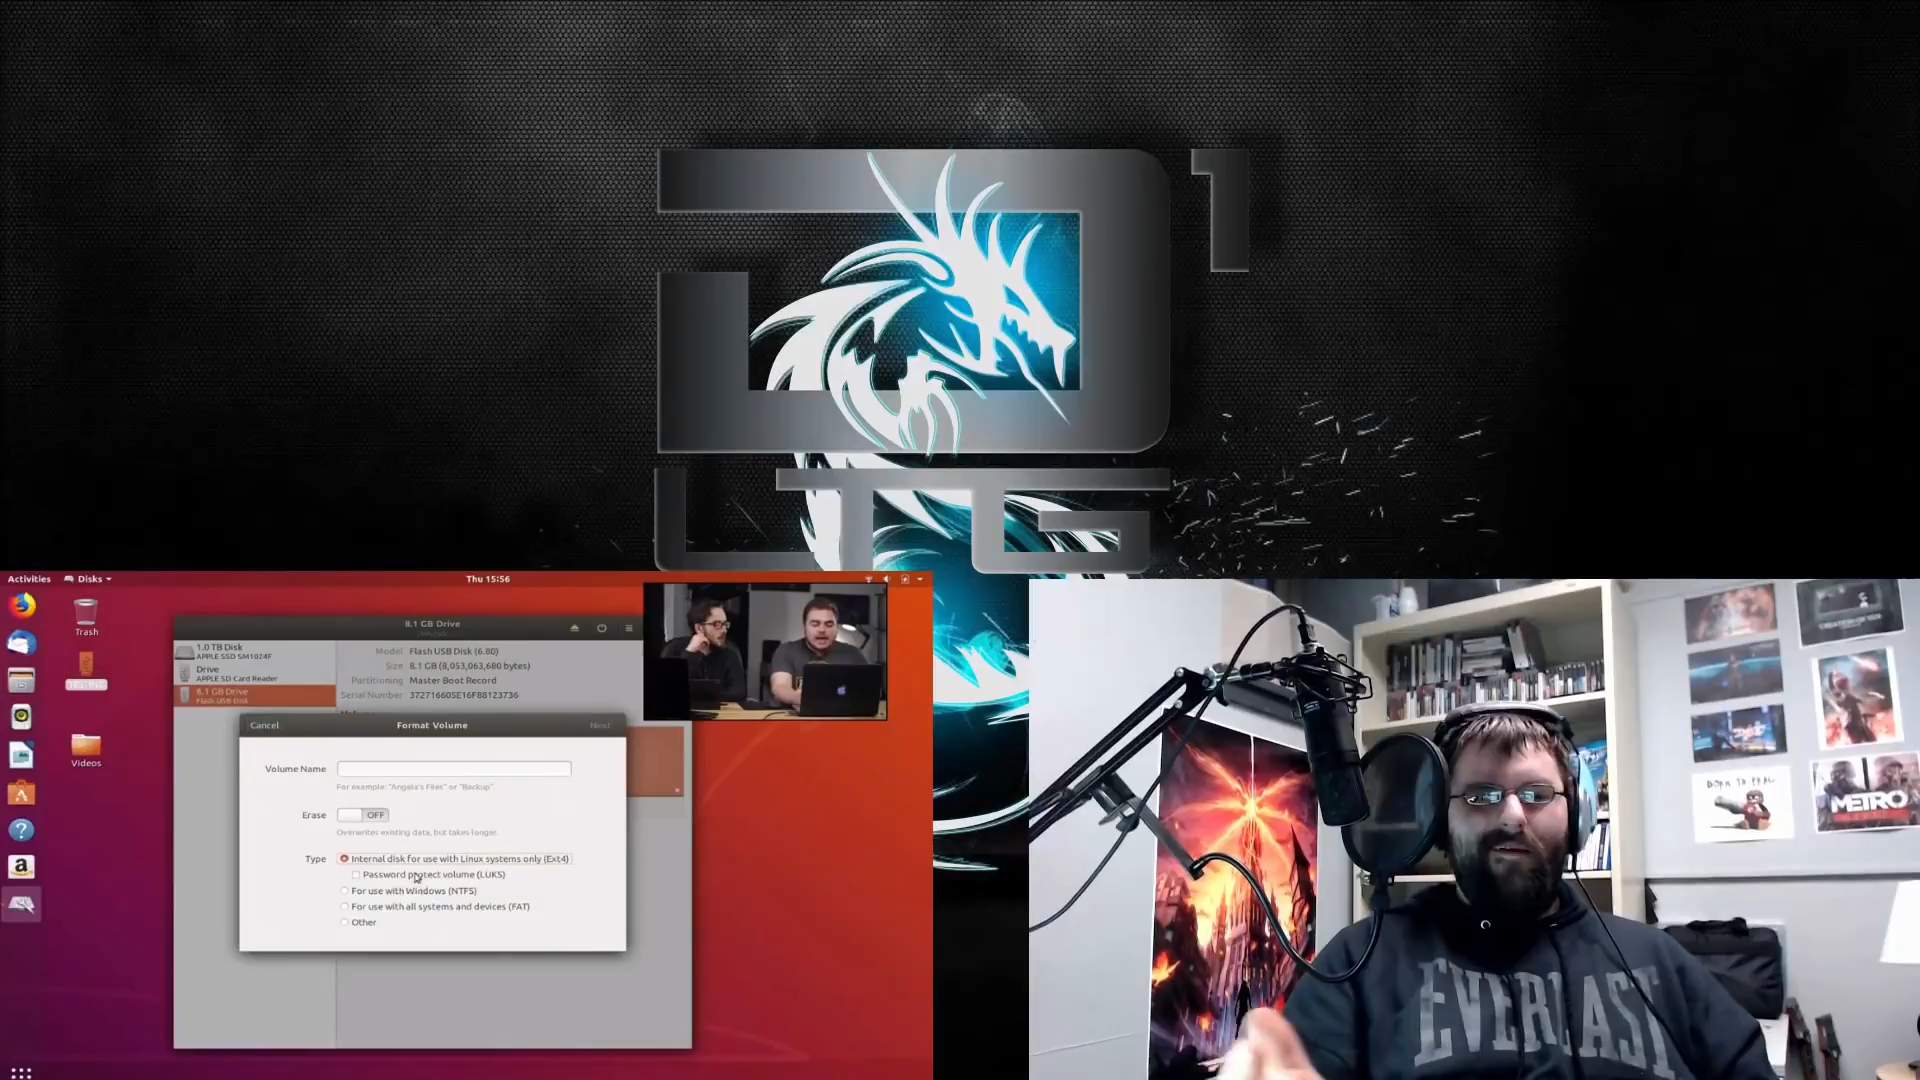 D1
LTG
Activities
Disks
Thu 15:56
Trash
Videos
8.1 GB Drive
1.0 TB Disk
APPLE SSD SM1024F
Drive
APPLE SD Card Reader
8.1 GB Drive
Flash USB Disk
Model Flash USB Disk (6.80)
Size 8.1 GB (8,053,063,680 bytes)
Partitioning Master Boot Record
Serial Number 372716605E16F88123736
Cancel
Format Volume
Next
Volume Name
For example: "Angela's Files" or "Backup"
Erase OFF
Overwrites existing data, but takes longer.
Type Internal disk for use with Linux systems only (Ext4)
Password protect volume (LUKS)
For use with Windows (NTFS)
For use with all systems and devices (FAT)
Other
BORN TO FRAG
METRO
EVERLAST